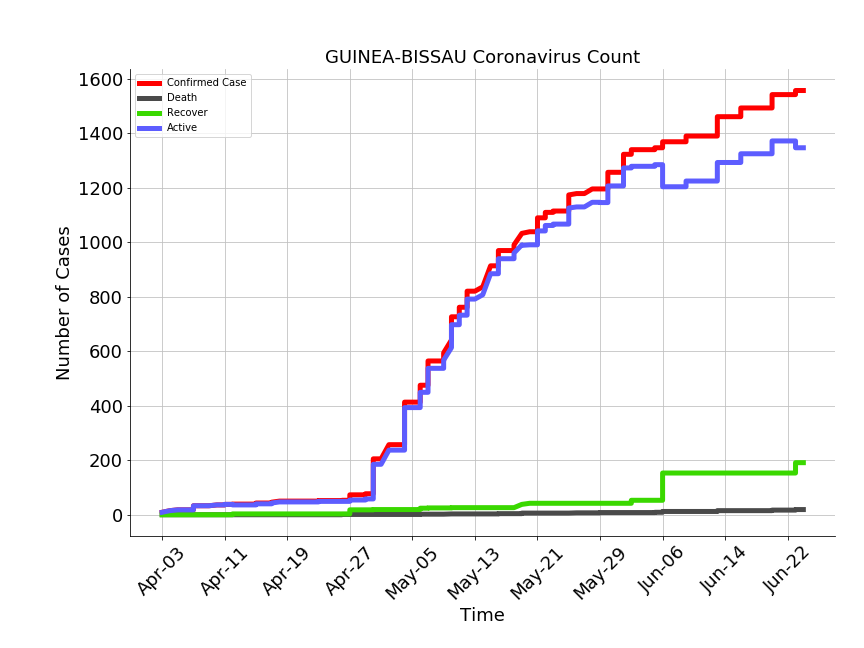 GUINEA-BISSAU Coronavirus Count
Confirmed Case
Death
Recover
Active
1600
1400
1200
1000
800
600
400
200
0
Number of Cases
Apr-03
Apr-11
Apr-19
Apr-27
May-05
May-13
May-21
May-29
Jun-06
Jun-14
Jun-22
Time